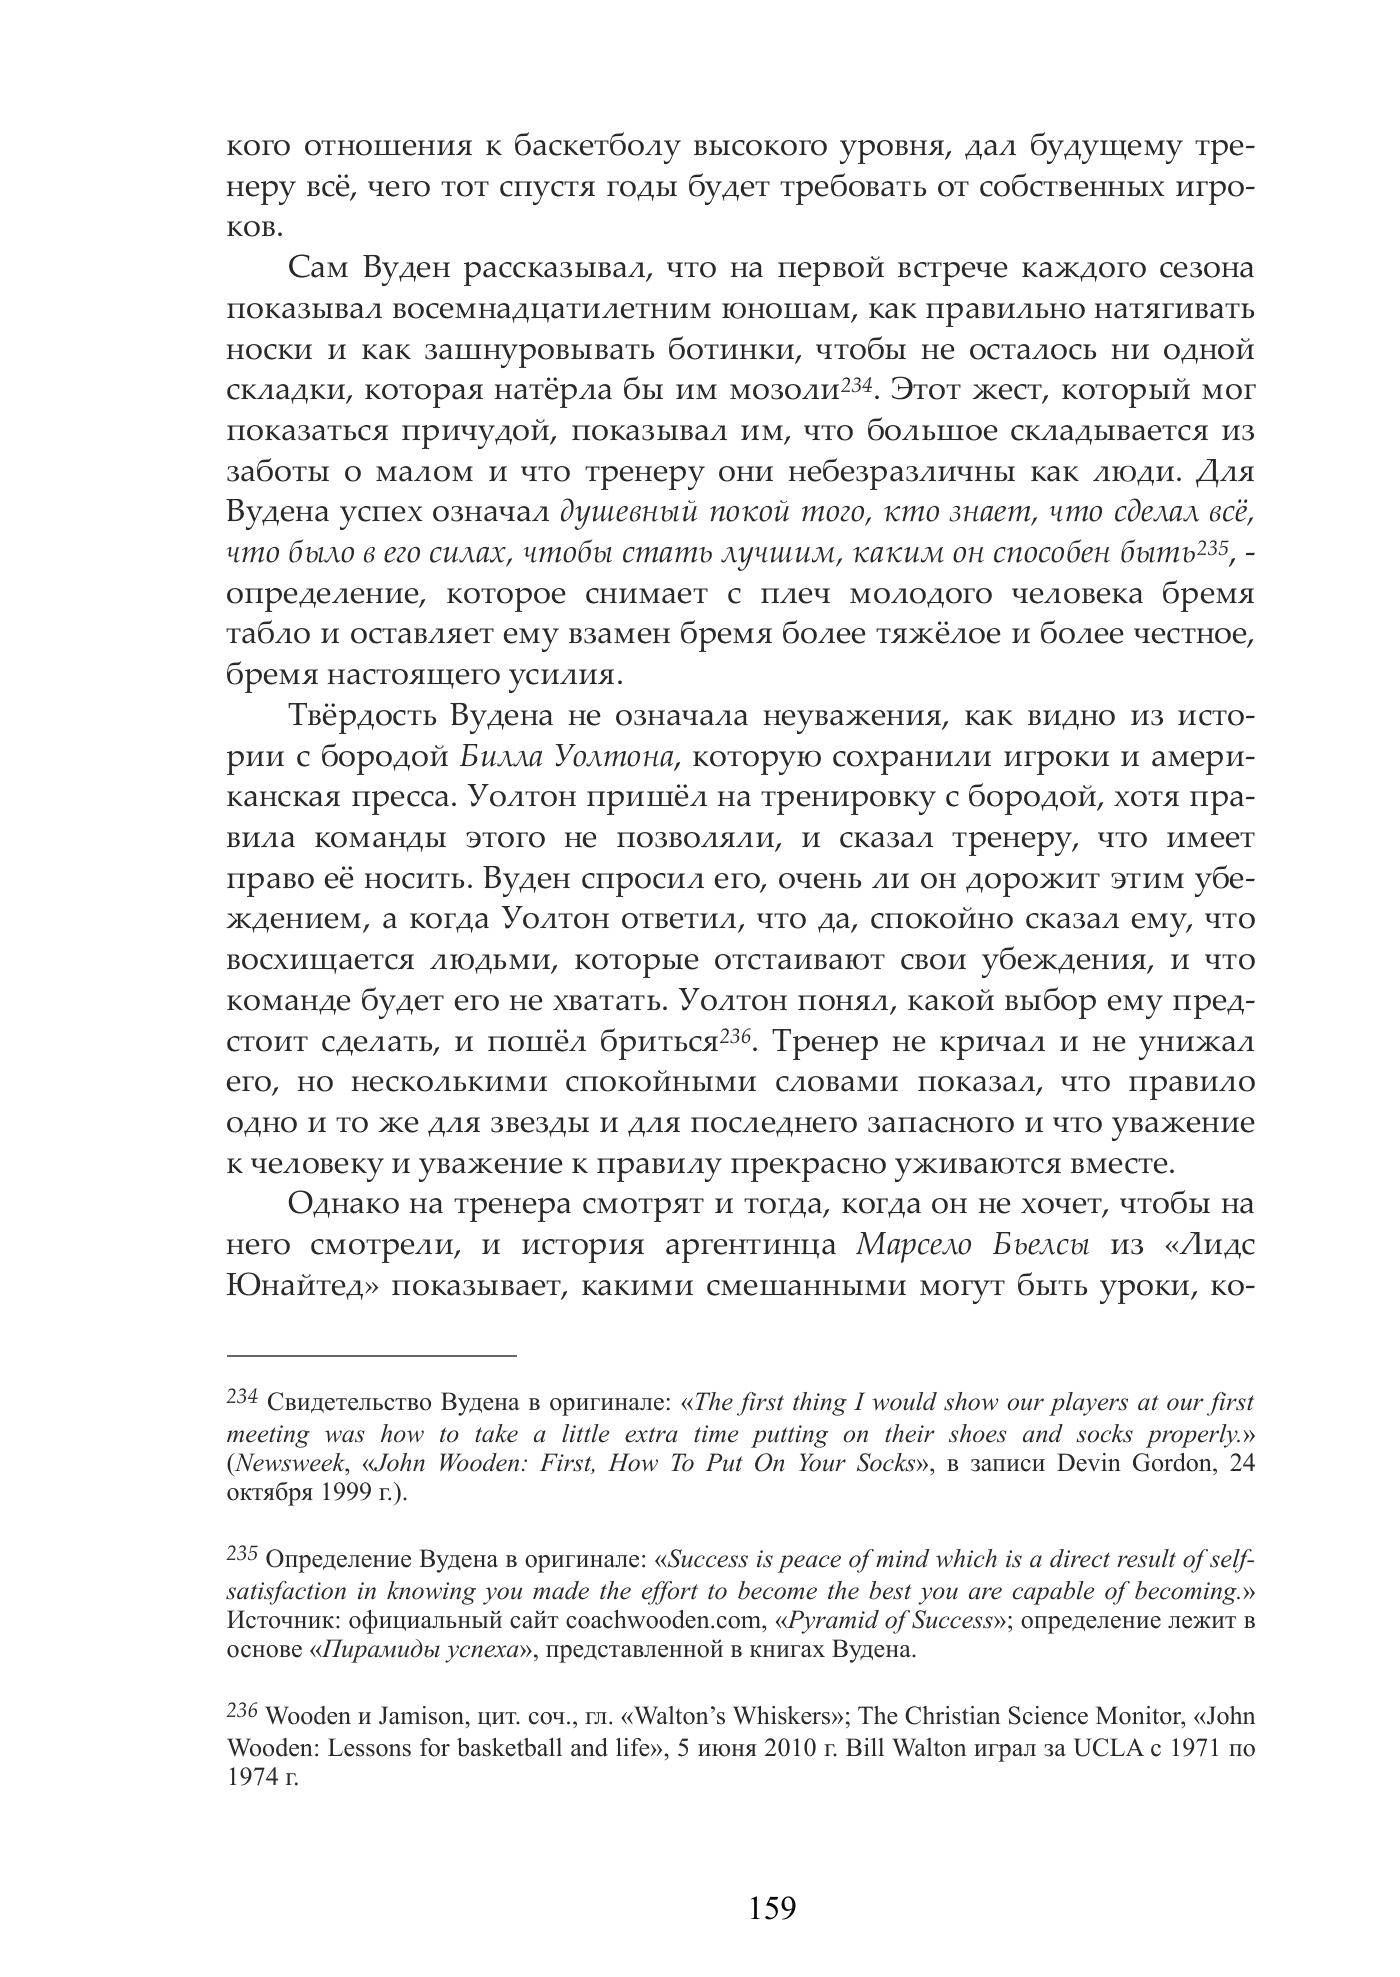 кого отношения к баскетболу высокого уровня, дал будущему тре-
неру всё, чего тот спустя годы будет требовать от собственных игро-
ков.
Сам Вуден рассказывал, что на первой встрече каждого сезона
показывал восемнадцатилетним юношам, как правильно натягивать
носки и как зашнуровывать ботинки, чтобы не осталось ни одной
складки, которая натёрла бы им мозоли234. Этот жест, который мог
показаться причудой, показывал им, что большое складывается из
заботы о малом и что тренеру они небезразличны как люди. Для
Вудена успех означал душевный покой того, кто знает, что сделал всё,
что было в его силах, чтобы стать лучшим, каким он способен быть235, -
определение, которое снимает с плеч молодого человека бремя
табло и оставляет ему взамен бремя более тяжёлое и более честное,
бремя настоящего усилия.
Твёрдость Вудена не означала неуважения, как видно из исто-
рии с бородой Билла Уолтона, которую сохранили игроки и амери-
канская пресса. Уолтон пришёл на тренировку с бородой, хотя пра-
вила команды этого не позволяли, и сказал тренеру, что имеет
право её носить. Вуден спросил его, очень ли он дорожит этим убе-
ждением, а когда Уолтон ответил, что да, спокойно сказал ему, что
восхищается людьми, которые отстаивают свои убеждения, и что
команде будет его не хватать. Уолтон понял, какой выбор ему пред-
стоит сделать, и пошёл бриться236. Тренер не кричал и не унижал
его, но несколькими спокойными словами показал, что правило
одно и то же для звезды и для последнего запасного и что уважение
к человеку и уважение к правилу прекрасно уживаются вместе.
Однако на тренера смотрят и тогда, когда он не хочет, чтобы на
него смотрели, и история аргентинца Марсело Бьелсы из «Лидс
Юнайтед» показывает, какими смешанными могут быть уроки, ко-
234 Свидетельство Вудена в оригинале: «The first thing I would show our players at our first
meeting was how to take a little extra time putting on their shoes and socks properly.»
(Newsweek, «John Wooden: First, How To Put On Your Socks», в записи Devin Gordon, 24
октября 1999 г.).
235 Определение Вудена в оригинале: «Success is peace of mind which is a direct result of self-
satisfaction in knowing you made the effort to become the best you are capable of becoming.»
Источник: официальный сайт coachwooden.com, «Pyramid of Success»; определение лежит в
основе «Пирамиды успеха», представленной в книгах Вудена.
236 Wooden и Jamison, цит. соч., гл. «Walton’s Whiskers»; The Christian Science Monitor, «John
Wooden: Lessons for basketball and life», 5 июня 2010 г. Bill Walton играл за UCLA с 1971 по
1974 г.
159